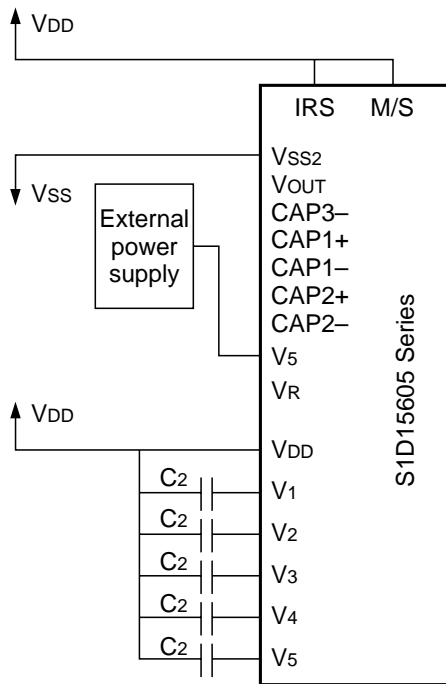 VDD
IRS M/S
VSS2
VSS
VOUT
External
power
supply
CAP3–
CAP1+
CAP1–
CAP2+
CAP2–
V5
VR
S1D15605 Series
VDD
VDD
C2 V1
C2 V2
C2 V3
C2 V4
C2 V5